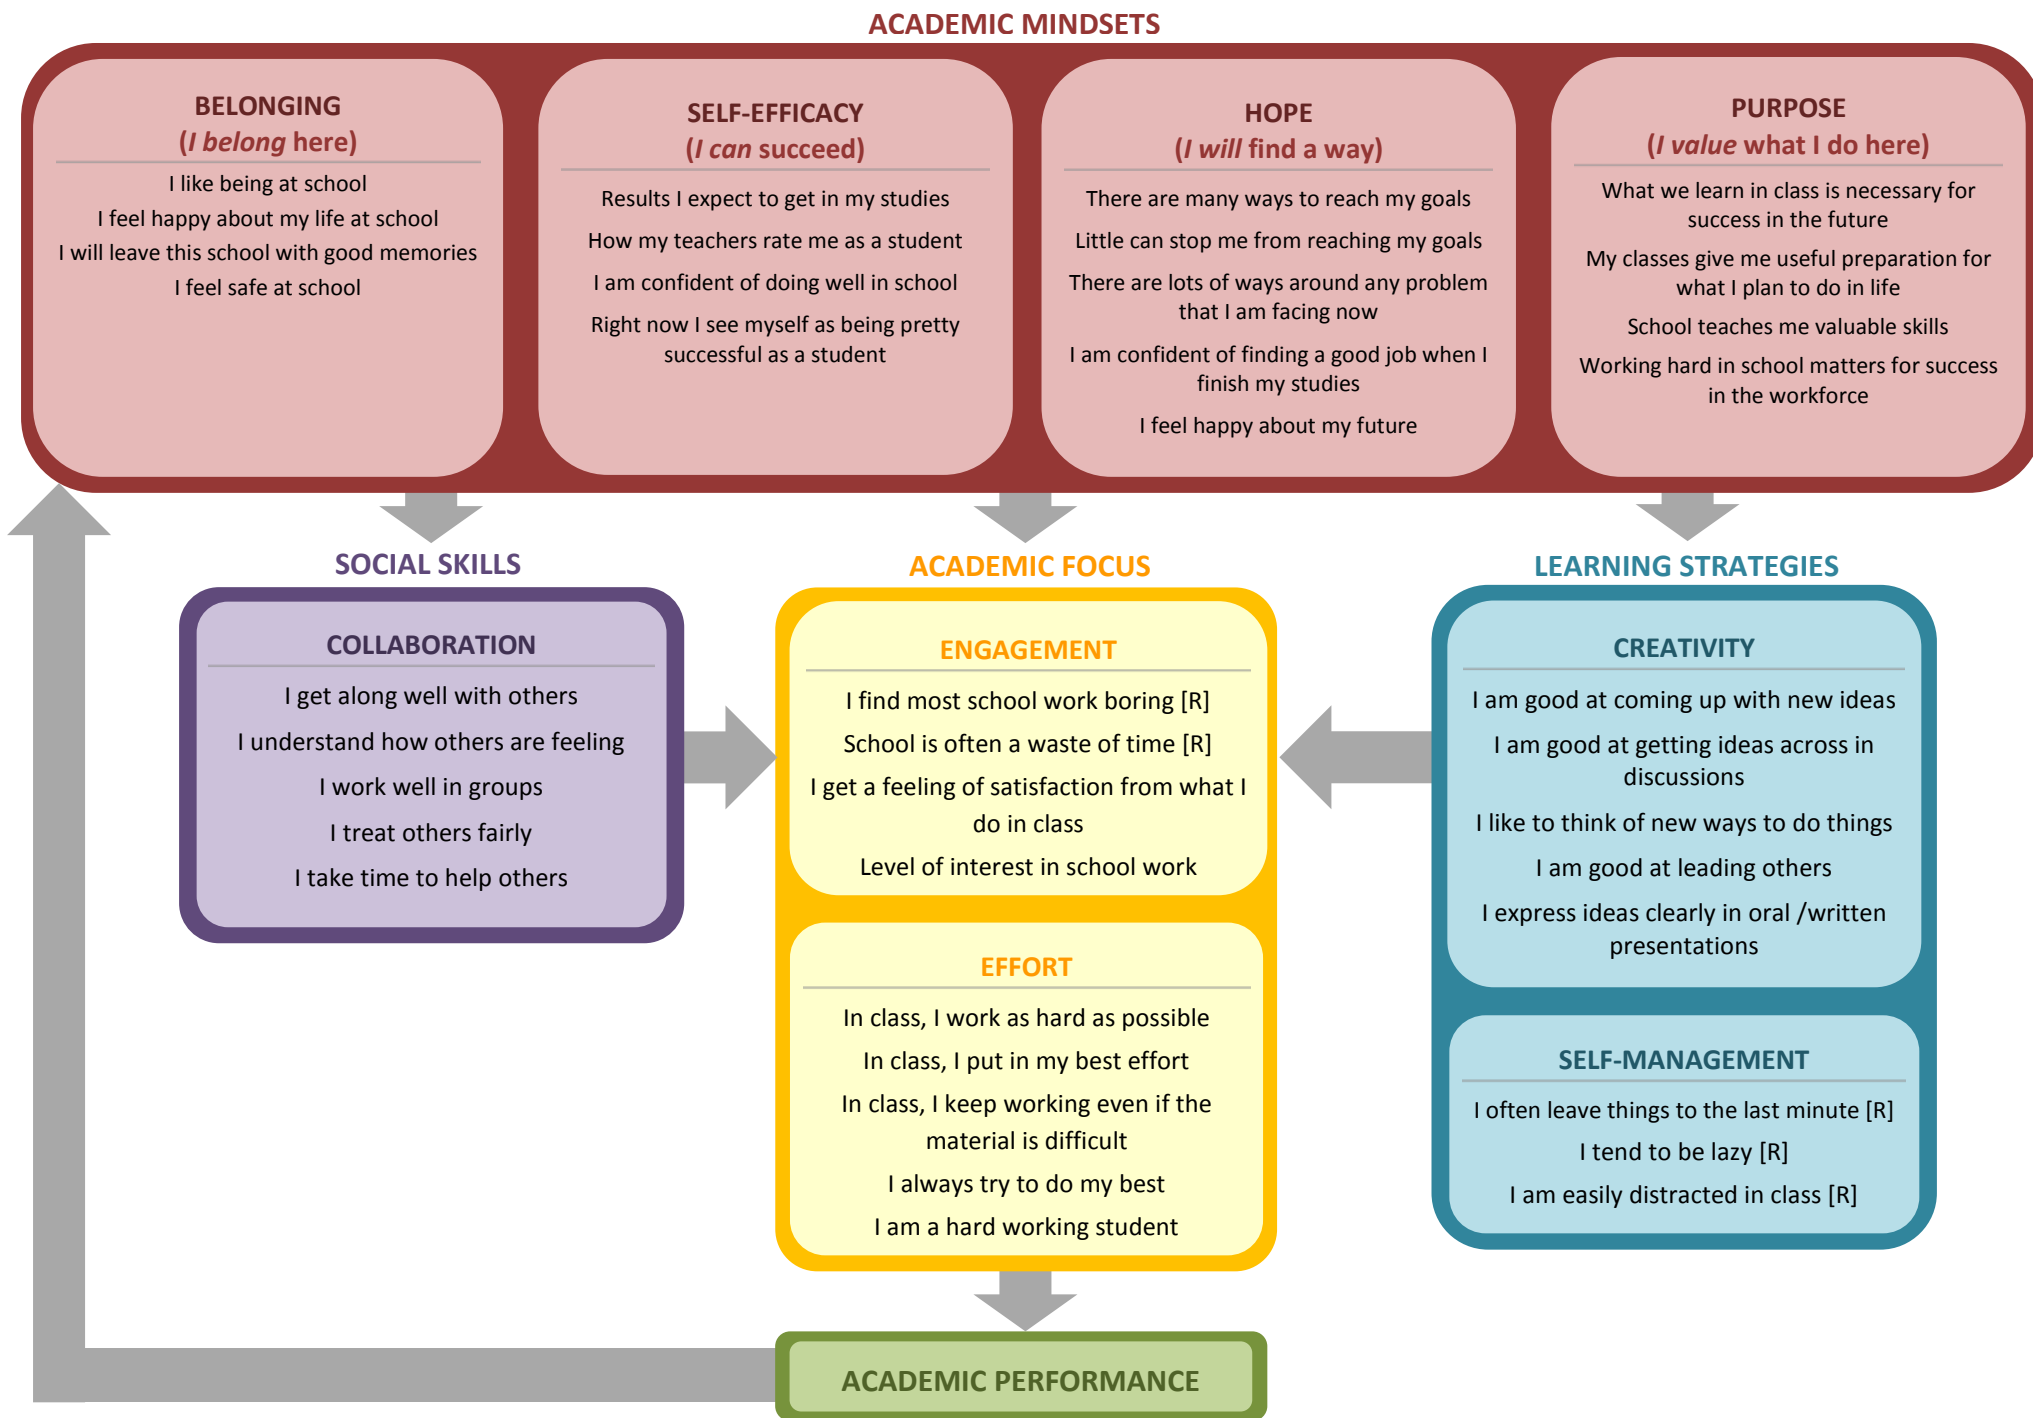 ACADEMIC MINDSETS
BELONGING
(I belong here)
I like being at school
I feel happy about my life at school
I will leave this school with good memories
I feel safe at school
SELF-EFFICACY
(I can succeed)
Results I expect to get in my studies
How my teachers rate me as a student
I am confident of doing well in school
Right now I see myself as being pretty
successful as a student
HOPE
(I will find a way)
There are many ways to reach my goals
Little can stop me from reaching my goals
There are lots of ways around any problem
that I am facing now
I am confident of finding a good job when I
finish my studies
I feel happy about my future
PURPOSE
(I value what I do here)
What we learn in class is necessary for
success in the future
My classes give me useful preparation for
what I plan to do in life
School teaches me valuable skills
Working hard in school matters for success
in the workforce
SOCIAL SKILLS
COLLABORATION
I get along well with others
I understand how others are feeling
I work well in groups
I treat others fairly
I take time to help others
ACADEMIC FOCUS
ENGAGEMENT
I find most school work boring [R]
School is often a waste of time [R]
I get a feeling of satisfaction from what I
do in class
Level of interest in school work
EFFORT
In class, I work as hard as possible
In class, I put in my best effort
In class, I keep working even if the
material is difficult
I always try to do my best
I am a hard working student
LEARNING STRATEGIES
CREATIVITY
I am good at coming up with new ideas
I am good at getting ideas across in
discussions
I like to think of new ways to do things
I am good at leading others
I express ideas clearly in oral /written
presentations
SELF-MANAGEMENT
I often leave things to the last minute [R]
I tend to be lazy [R]
I am easily distracted in class [R]
ACADEMIC PERFORMANCE